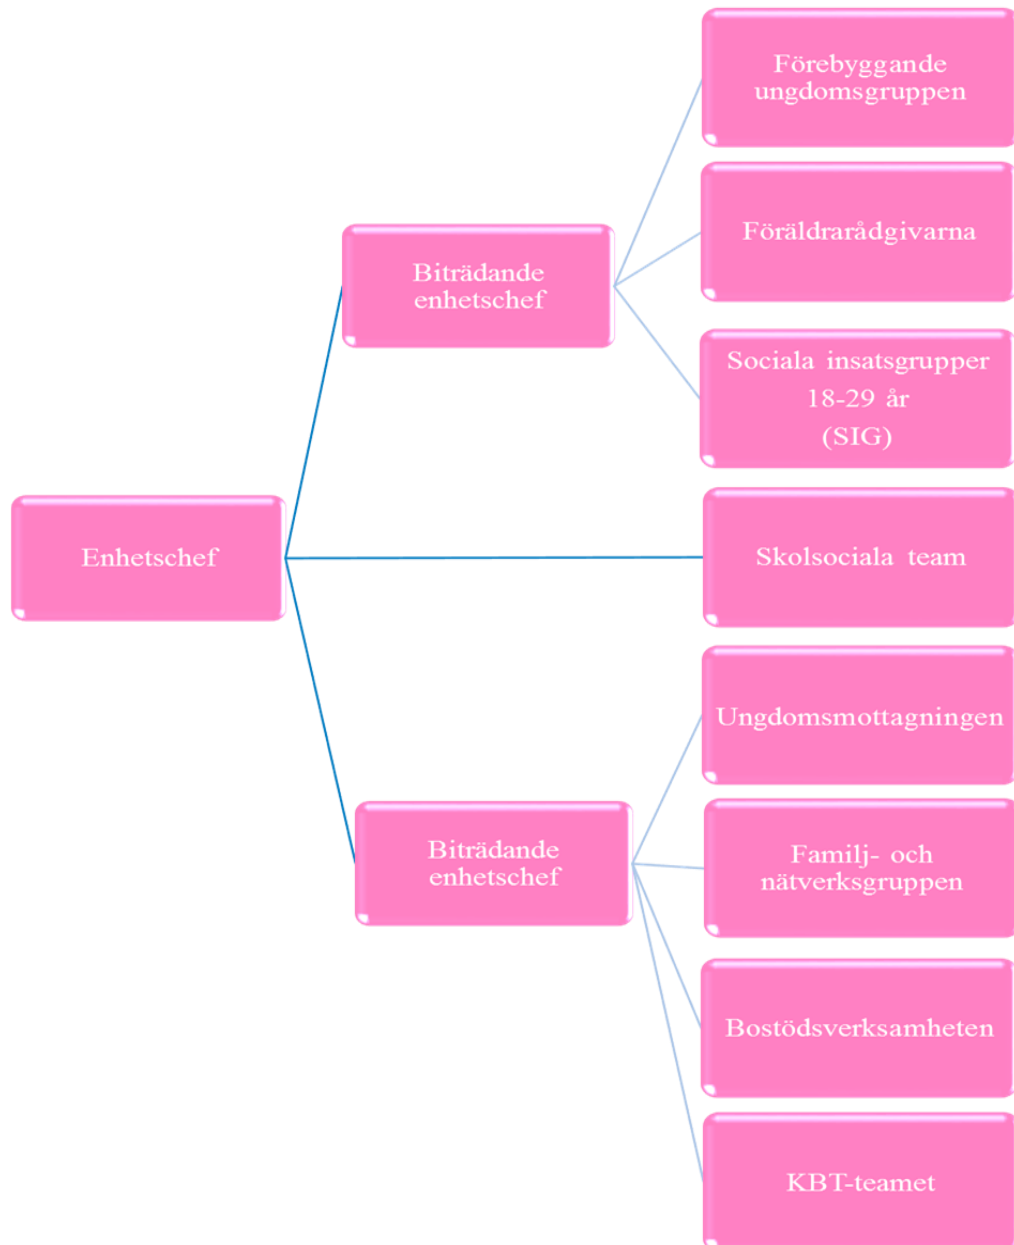 Förebyggande
ungdomsgruppen
Föräldrarådgivarna
Biträdande
enhetschef
Sociala insatsgrupper
18-29 år
(SIG)
Enhetschef
Skolsociala team
Ungdomsmottagningen
Biträdande
enhetschef
Familj- och
nätverksgruppen
Bostödsverksamheten
KBT-teamet